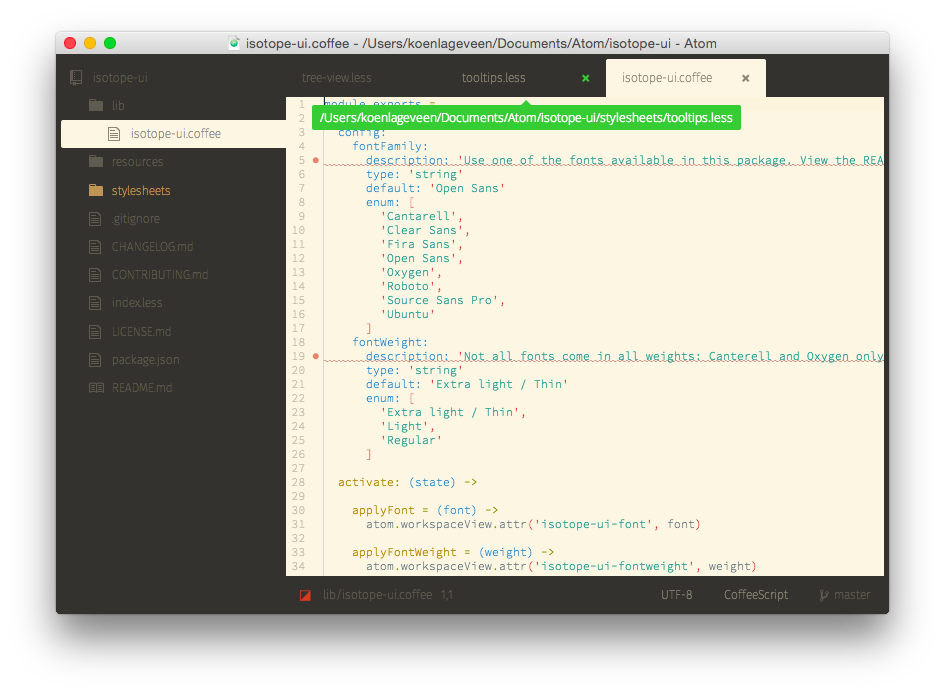 isotope-ui.coffee - /Users/koenlageveen/Documents/Atom/isotope-ui - Atom
isotope-ui
lib
isotope-ui.coffee
resources
stylesheets
.gitignore
CHANGELOG.md
CONTRIBUTING.md
index.less
LICENSE.md
package.json
README.md
tree-view.less
tooltips.less ×
isotope-ui.coffee ×
/Users/koenlageveen/Documents/Atom/isotope-ui/stylesheets/tooltips.less
1 module.exports =
2
3 config:
4 fontFamily:
5 description: 'Use one of the fonts available in this package. View the REA
6 type: 'string'
7 default: 'Open Sans'
8 enum: [
9 'Cantarell',
10 'Clear Sans',
11 'Fira Sans',
12 'Open Sans',
13 'Oxygen',
14 'Roboto',
15 'Source Sans Pro',
16 'Ubuntu'
17 ]
18 fontWeight:
19 description: 'Not all fonts come in all weights: Canterell and Oxygen only
20 type: 'string'
21 default: 'Extra light / Thin'
22 enum: [
23 'Extra light / Thin',
24 'Light',
25 'Regular'
26 ]
27
28 activate: (state) ->
29
30 applyFont = (font) ->
31 atom.workspaceView.attr('isotope-ui-font', font)
32
33 applyFontWeight = (weight) ->
34 atom.workspaceView.attr('isotope-ui-fontweight', weight)
lib/isotope-ui.coffee 1,1
UTF-8 CoffeeScript master